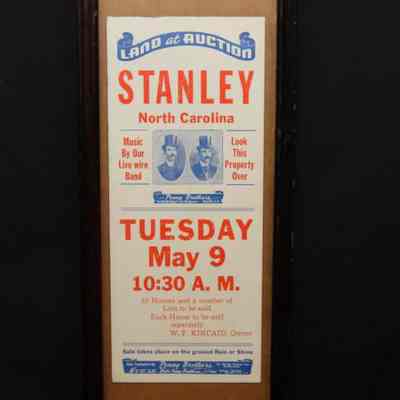 LAND at AUCTION
STANLEY
North Carolina
Music
By Our
Live wire
Band
Look
This
Property
Over
Penny Brothers
TUESDAY
May 9
10:30 A. M.
10 Houses and a number of
Lots to be sold
Each House to be sold
separately
W. P. KINCAID, Owner
Sale takes place on the ground Rain or Shine
Penny Brothers